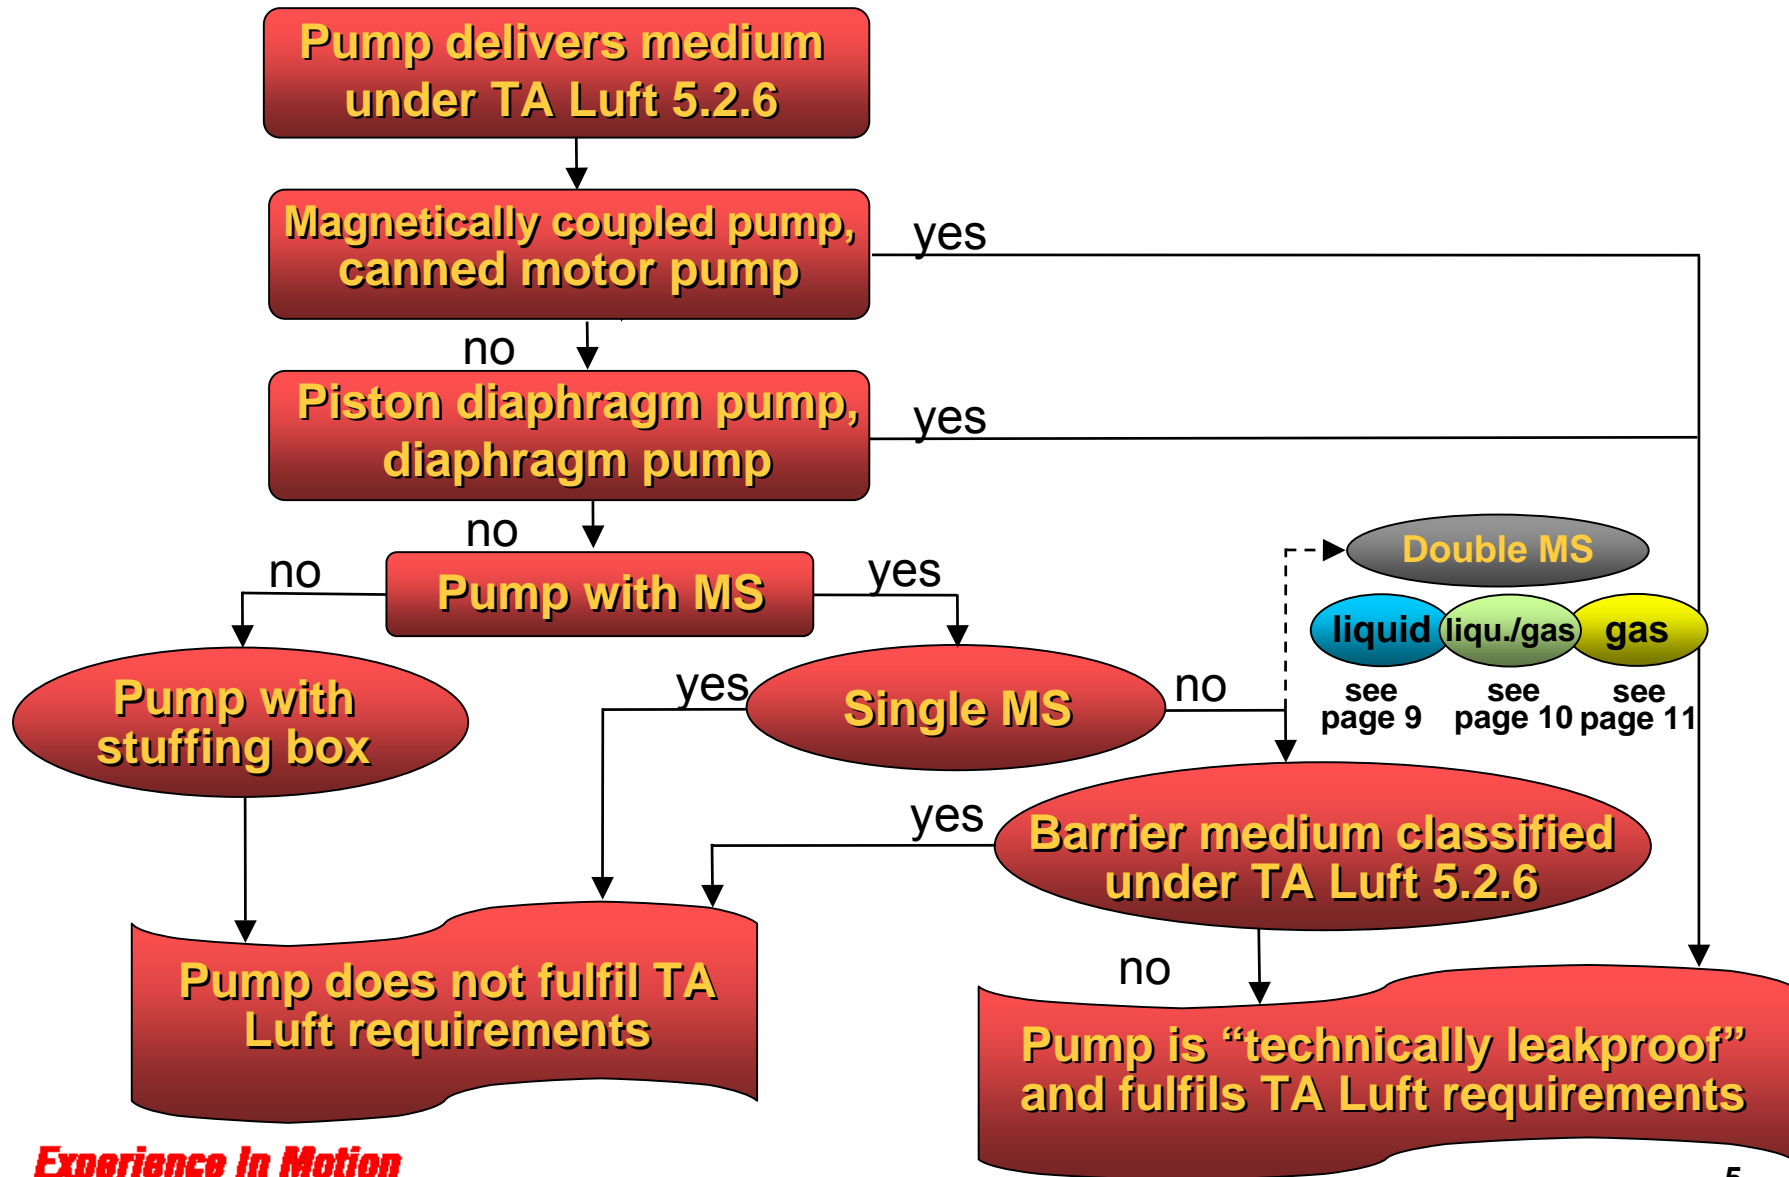 Pump delivers medium
under TA Luft 5.2.6
Magnetically coupled pump,
canned motor pump
yes
no
Piston diaphragm pump,
diaphragm pump
yes
no
Pump with MS
no
yes
Double MS
liquid
liqu./gas
gas
see
page 9
see
page 10
see
page 11
Pump with
stuffing box
yes
Single MS
no
yes
Barrier medium classified
under TA Luft 5.2.6
no
Pump does not fulfil TA
Luft requirements
Pump is “technically leakproof”
and fulfils TA Luft requirements
Experience In Motion
5